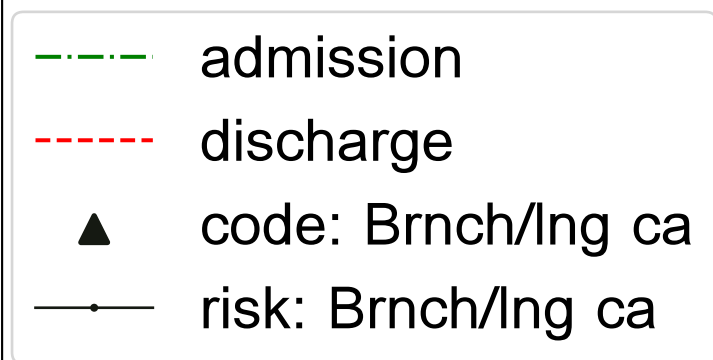 admission
discharge
code: Brnch/lng ca
risk: Brnch/lng ca